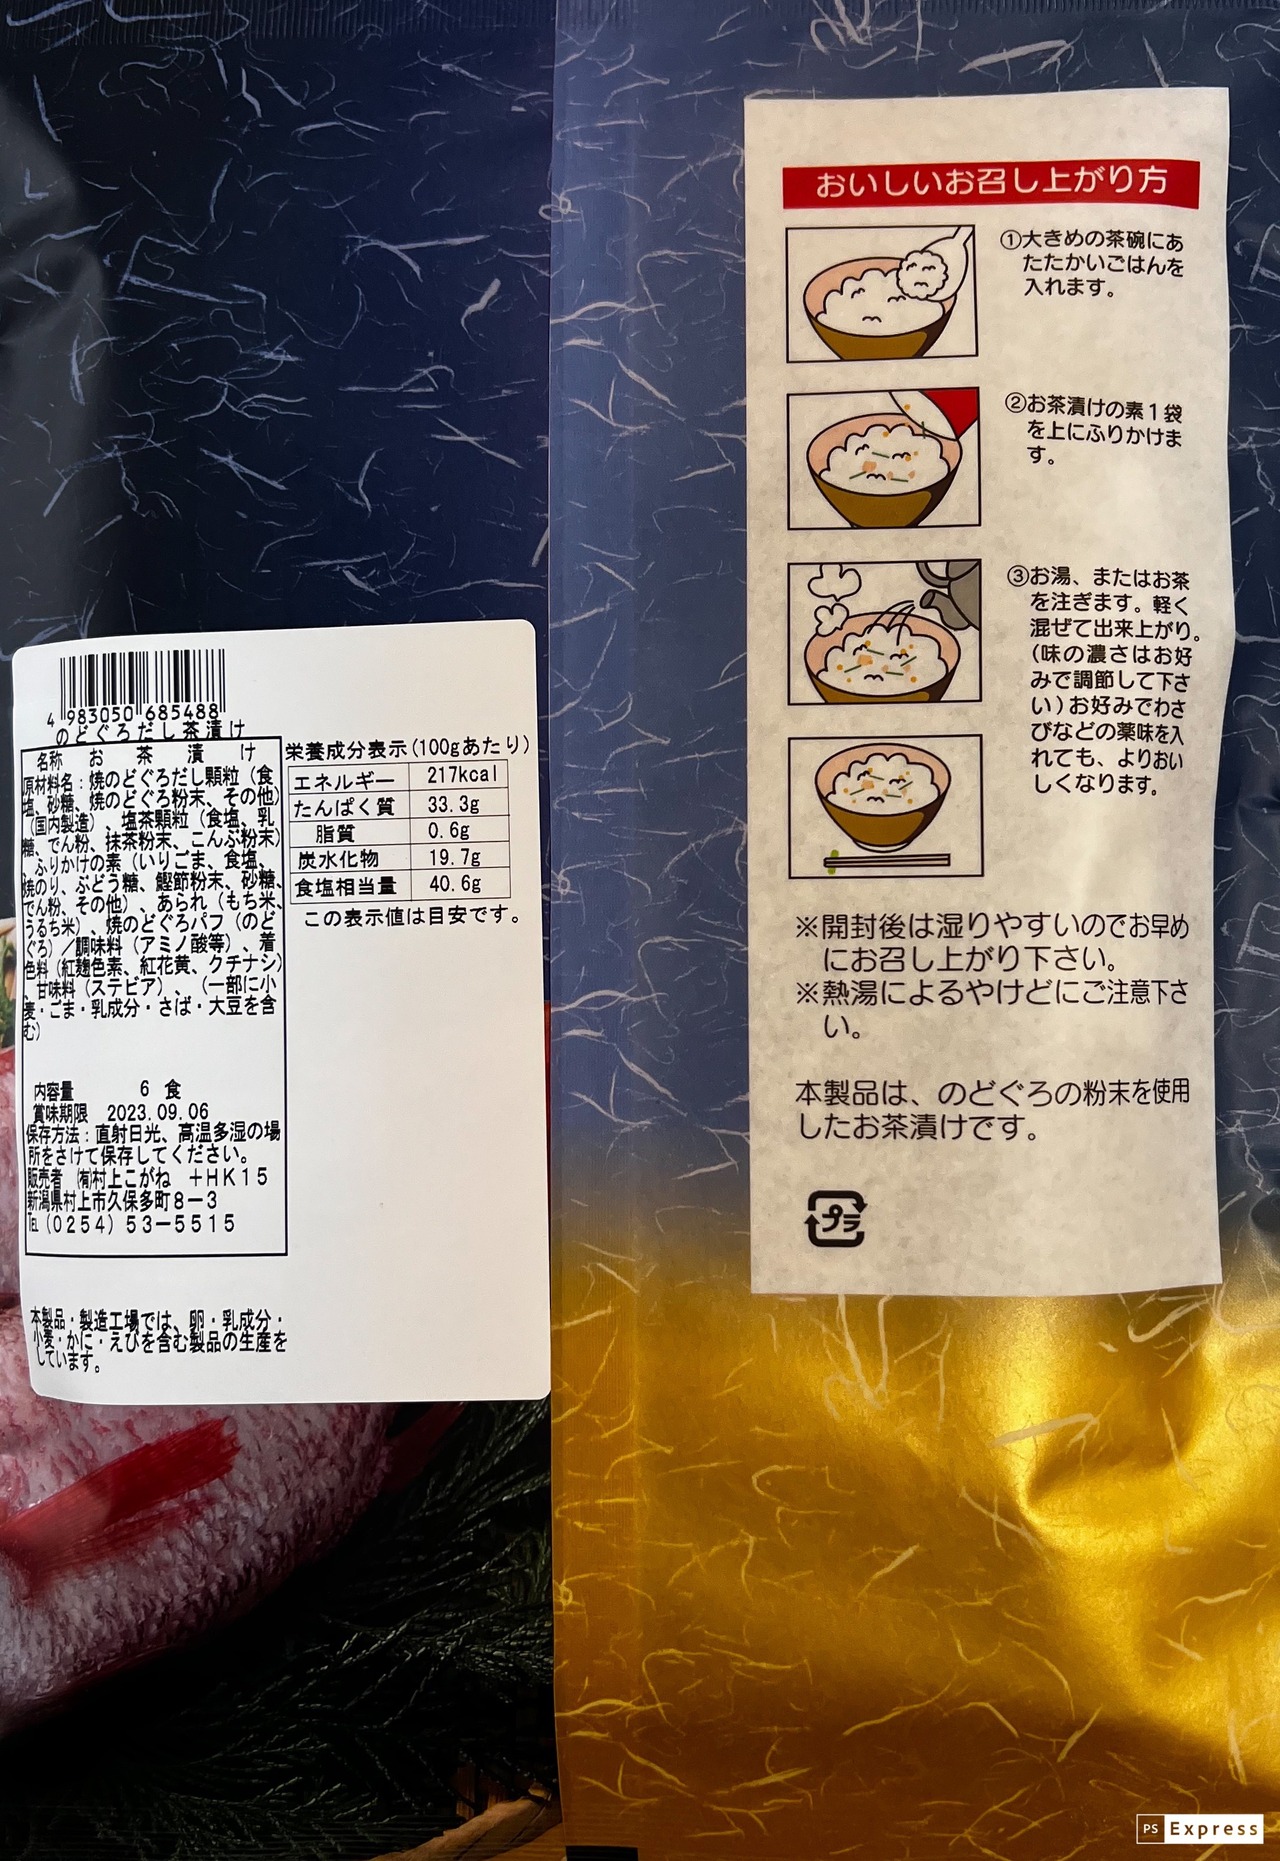 4 983050 685488
のどぐろだし茶漬け
名称 お茶漬け
原材料名：焼のどぐろだし顆粒（食
塩、砂糖、焼のどぐろ粉末、その他）
（国内製造）、塩茶顆粒（食塩、乳
糖、でん粉、抹茶粉末、こんぶ粉末）
、ふりかけの素（いりごま、食塩、
焼のり、ぶどう糖、鰹節粉末、砂糖、
でん粉、その他）、あられ（もち米、
うるち米）、焼のどぐろパフ（のど
ぐろ）／調味料（アミノ酸等）、着
色料（紅麹色素、紅花黄、クチナシ）
、甘味料（ステビア）、（一部に小
麦・ごま・乳成分・さば・大豆を含
む）
内容量 6 食
賞味期限 2023.09.06
保存方法：直射日光、高温多湿の場
所をさけて保存してください。
販売者 ㈲村上こがね ＋ＨＫ１５
新潟県村上市久保多町８－３
℡（０２５４）５３－５５１５
本製品・製造工場では、卵・乳成分・
小麦・かに・えびを含む製品の生産を
しています。
栄養成分表示(100gあたり)
エネルギー 217kcal
たんぱく質 33.3g
脂質 0.6g
炭水化物 19.7g
食塩相当量 40.6g
この表示値は目安です。
おいしいお召し上がり方
①大きめの茶碗にあ
たたかいごはんを
入れます。
②お茶漬けの素１袋
を上にふりかけま
す。
③お湯、またはお茶
を注ぎます。軽く
混ぜて出来上がり。
（味の濃さはお好
みで調節して下さ
い）お好みでわさ
びなどの薬味を入
れても、よりおい
しくなります。
※開封後は湿りやすいのでお早め
にお召し上がり下さい。
※熱湯によるやけどにご注意下さ
い。
本製品は、のどぐろの粉末を使用
したお茶漬けです。
プラ
PS Express